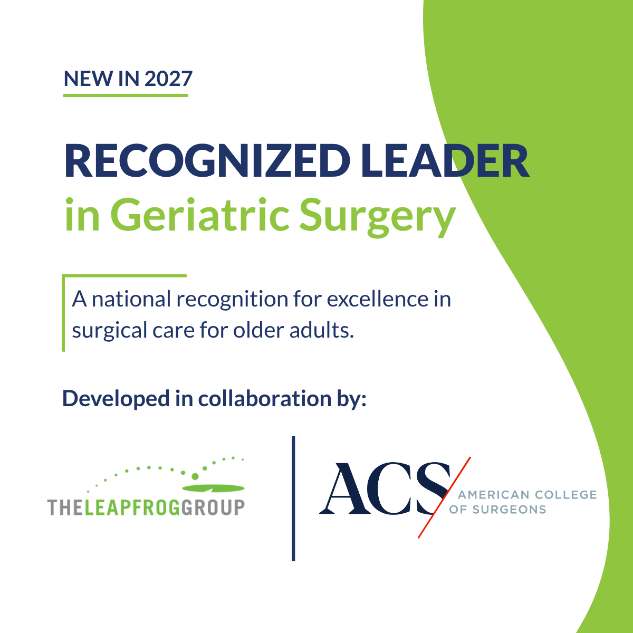 NEW IN 2027
RECOGNIZED LEADER
in Geriatric Surgery
A national recognition for excellence in
surgical care for older adults.
Developed in collaboration by:
THELEAPFROGGROUP
ACS
AMERICAN COLLEGE
OF SURGEONS